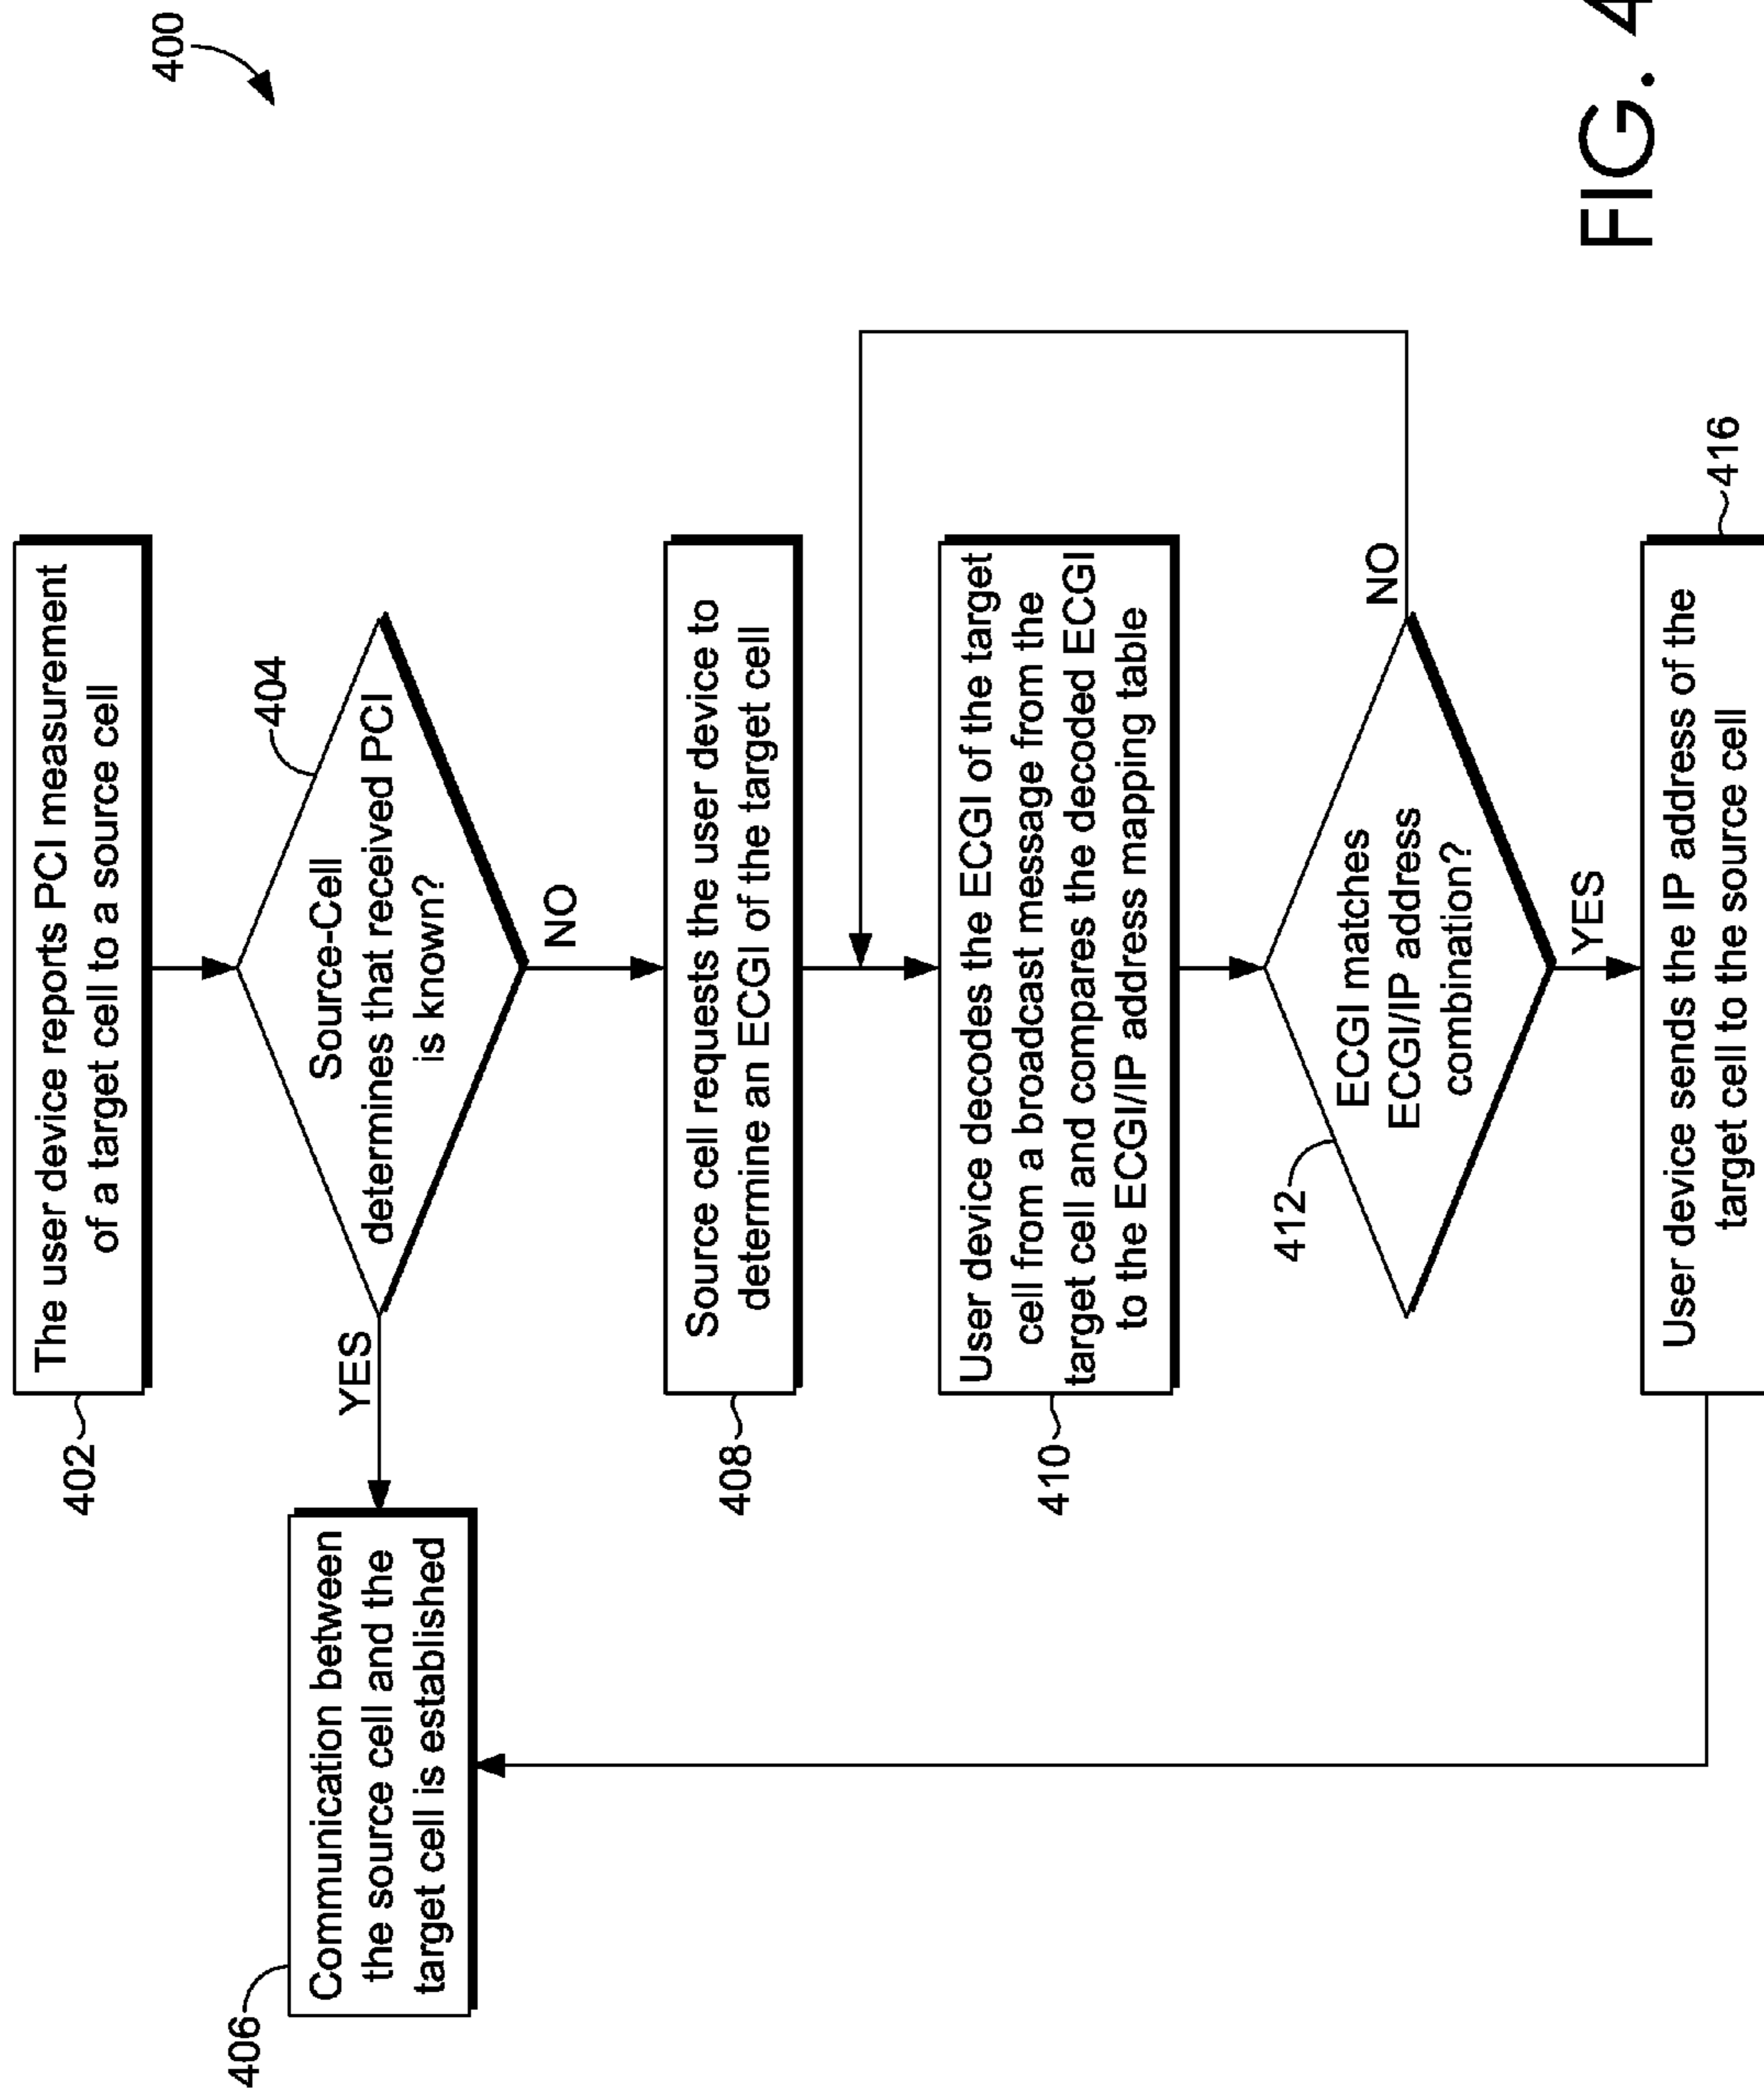 400
The user device reports PCI measurement
of a target cell to a source cell
402
404
Source-Cell
determines that received PCI
is known?
YES
NO
406
Communication between
the source cell and the
target cell is established
Source cell requests the user device to
determine an ECGI of the target cell
408
User device decodes the ECGI of the target
cell from a broadcast message from the
target cell and compares the decoded ECGI
to the ECGI/IP address mapping table
410
412
ECGI matches
ECGI/IP address
combination?
NO
YES
User device sends the IP address of the
target cell to the source cell
416
FIG. 4